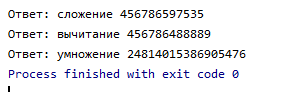 Ответ: сложение 456786597535
Ответ: вычитание 456786488889
Ответ: умножение 24814015386905476
Process finished with exit code 0